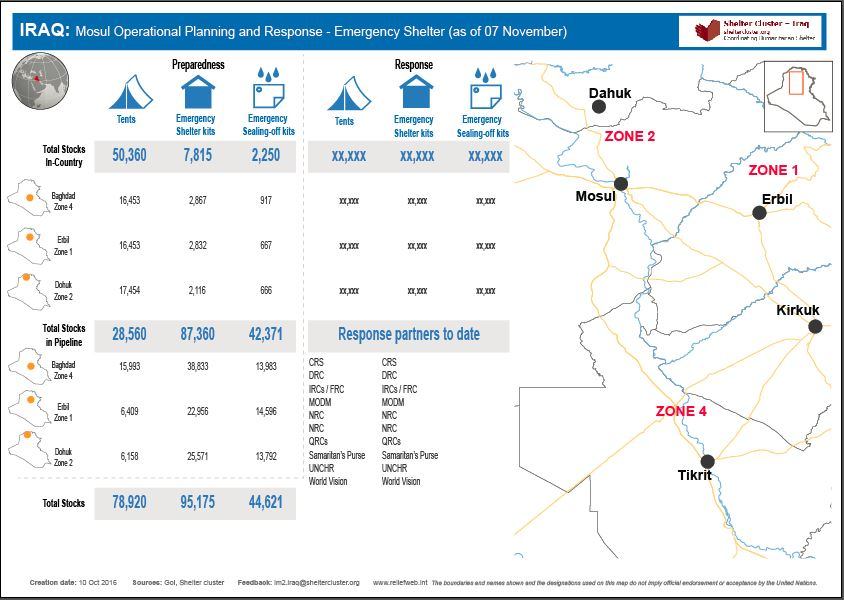 IRAQ: Mosul Operational Planning and Response - Emergency Shelter (as of 07 November)
Shelter Cluster – Iraq
sheltercluster.org
Coordinating Humanitarian Shelter
Preparedness
Tents
Emergency
Shelter kits
Emergency
Sealing-off kits
Total Stocks
In-Country
50,360 7,815 2,250
Baghdad
Zone 4
16,453 2,867 917
Erbil
Zone 1
16,453 2,832 667
Dohuk
Zone 2
17,454 2,116 666
Total Stocks
in Pipeline
28,560 87,360 42,371
Baghdad
Zone 4
15,993 38,833 13,983
Erbil
Zone 1
6,409 22,956 14,596
Dohuk
Zone 2
6,158 25,571 13,792
Total Stocks
78,920 95,175 44,621
Response
Tents
Emergency
Shelter kits
Emergency
Sealing-off kits
xx,xxx xx,xxx xx,xxx
xx,xxx xx,xxx xx,xxx
xx,xxx xx,xxx xx,xxx
xx,xxx xx,xxx xx,xxx
Response partners to date
CRS CRS
DRC DRC
IRCs / FRC IRCs / FRC
MODM MODM
NRC NRC
NRC NRC
QRCs QRCs
Samaritan's Purse Samaritan's Purse
UNCHR UNCHR
World Vision World Vision
Dahuk
ZONE 2
ZONE 1
Mosul
Erbil
Kirkuk
ZONE 4
Tikrit
Creation date: 10 Oct 2016 Sources: GoI, Shelter cluster Feedback: im2.iraq@sheltercluster.org www.reliefweb.int The boundaries and names shown and the designations used on this map do not imply official endorsement or acceptance by the United Nations.